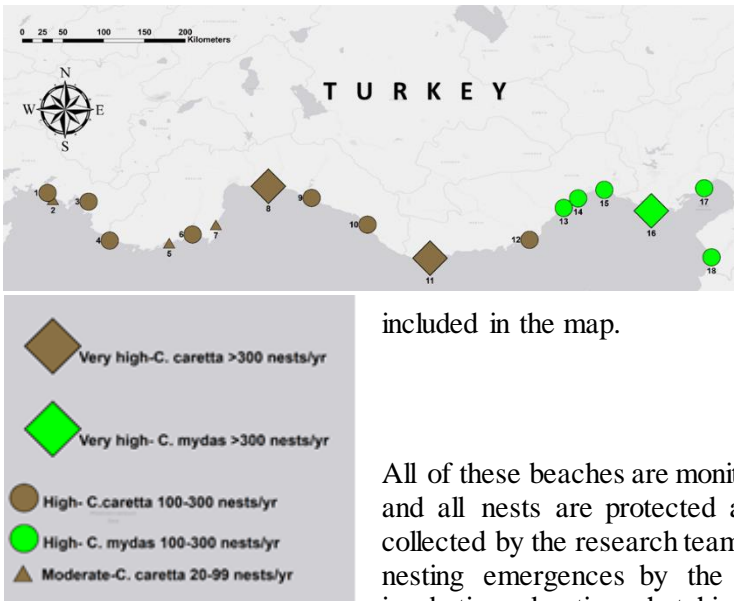 0 25 50 100 150 200
Kilometers
N
W E
S
TURKEY
1
2
3
4
5
6
7
8
9
10
11
12
13
14
15
16
17
18
Very high-C. caretta >300 nests/yr
Very high- C. mydas >300 nests/yr
High- C.caretta 100-300 nests/yr
High- C. mydas 100-300 nests/yr
Moderate-C. caretta 20-99 nests/yr
included in the map.
All of these beaches are monit
and all nests are protected a
collected by the research team
nesting emergences by the